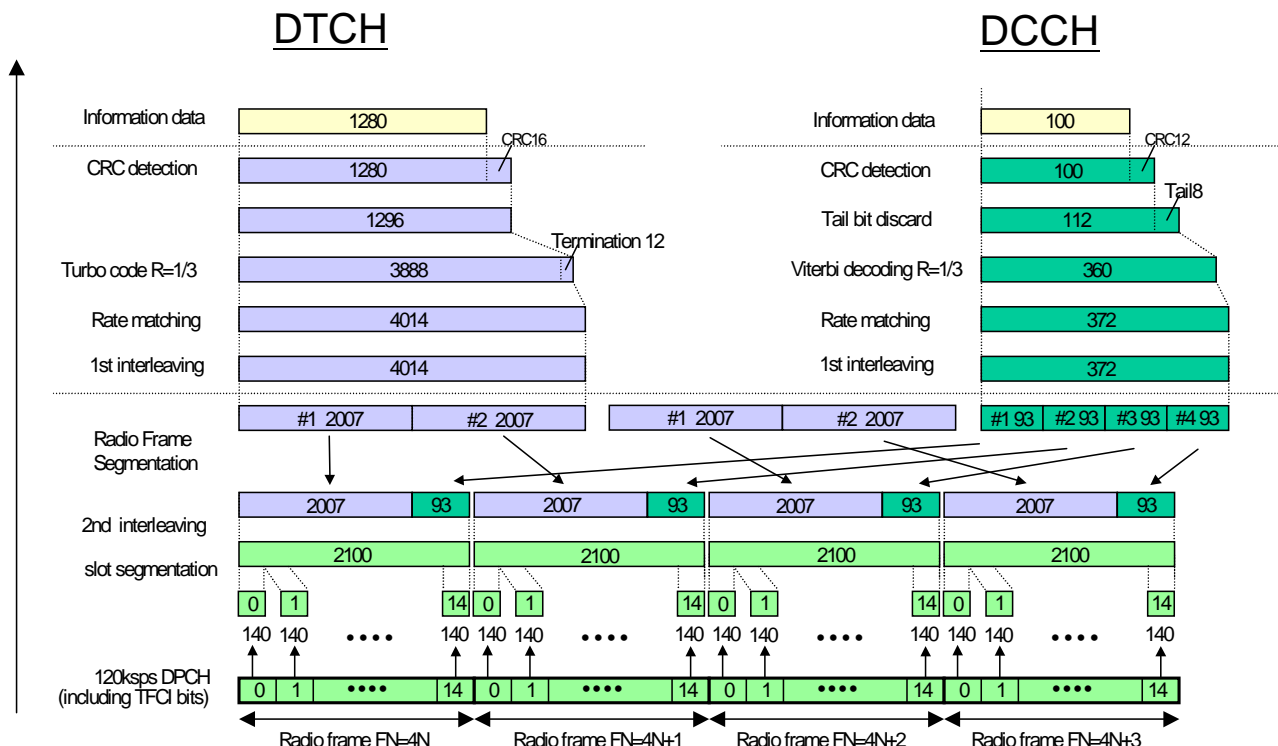 DTCH DCCH
Information data 1280 Information data 100
CRC16 CRC12
CRC detection 1280 CRC detection 100
Tail8
1296 Tail bit discard 112
Termination 12
Turbo code R=1/3 3888 Viterbi decoding R=1/3 360
Rate matching 4014 Rate matching 372
1st interleaving 4014 1st interleaving 372
#1 2007 #2 2007 #1 2007 #2 2007 #1 93 #2 93 #3 93 #4 93
Radio Frame
Segmentation
2007 93 2007 93 2007 93 2007 93
2nd interleaving
2100 2100 2100 2100
slot segmentation
0 1 14 0 1 14 0 1 14 0 1 14
140 140 •••• 140 140 140 •••• 140 140 140 •••• 140 140 140 •••• 140
120ksps DPCH
(including TFCI bits)
0 1 •••• 14 0 1 •••• 14 0 1 •••• 14 0 1 •••• 14
Radio frame FN=4N Radio frame FN=4N+1 Radio frame FN=4N+2 Radio frame FN=4N+3